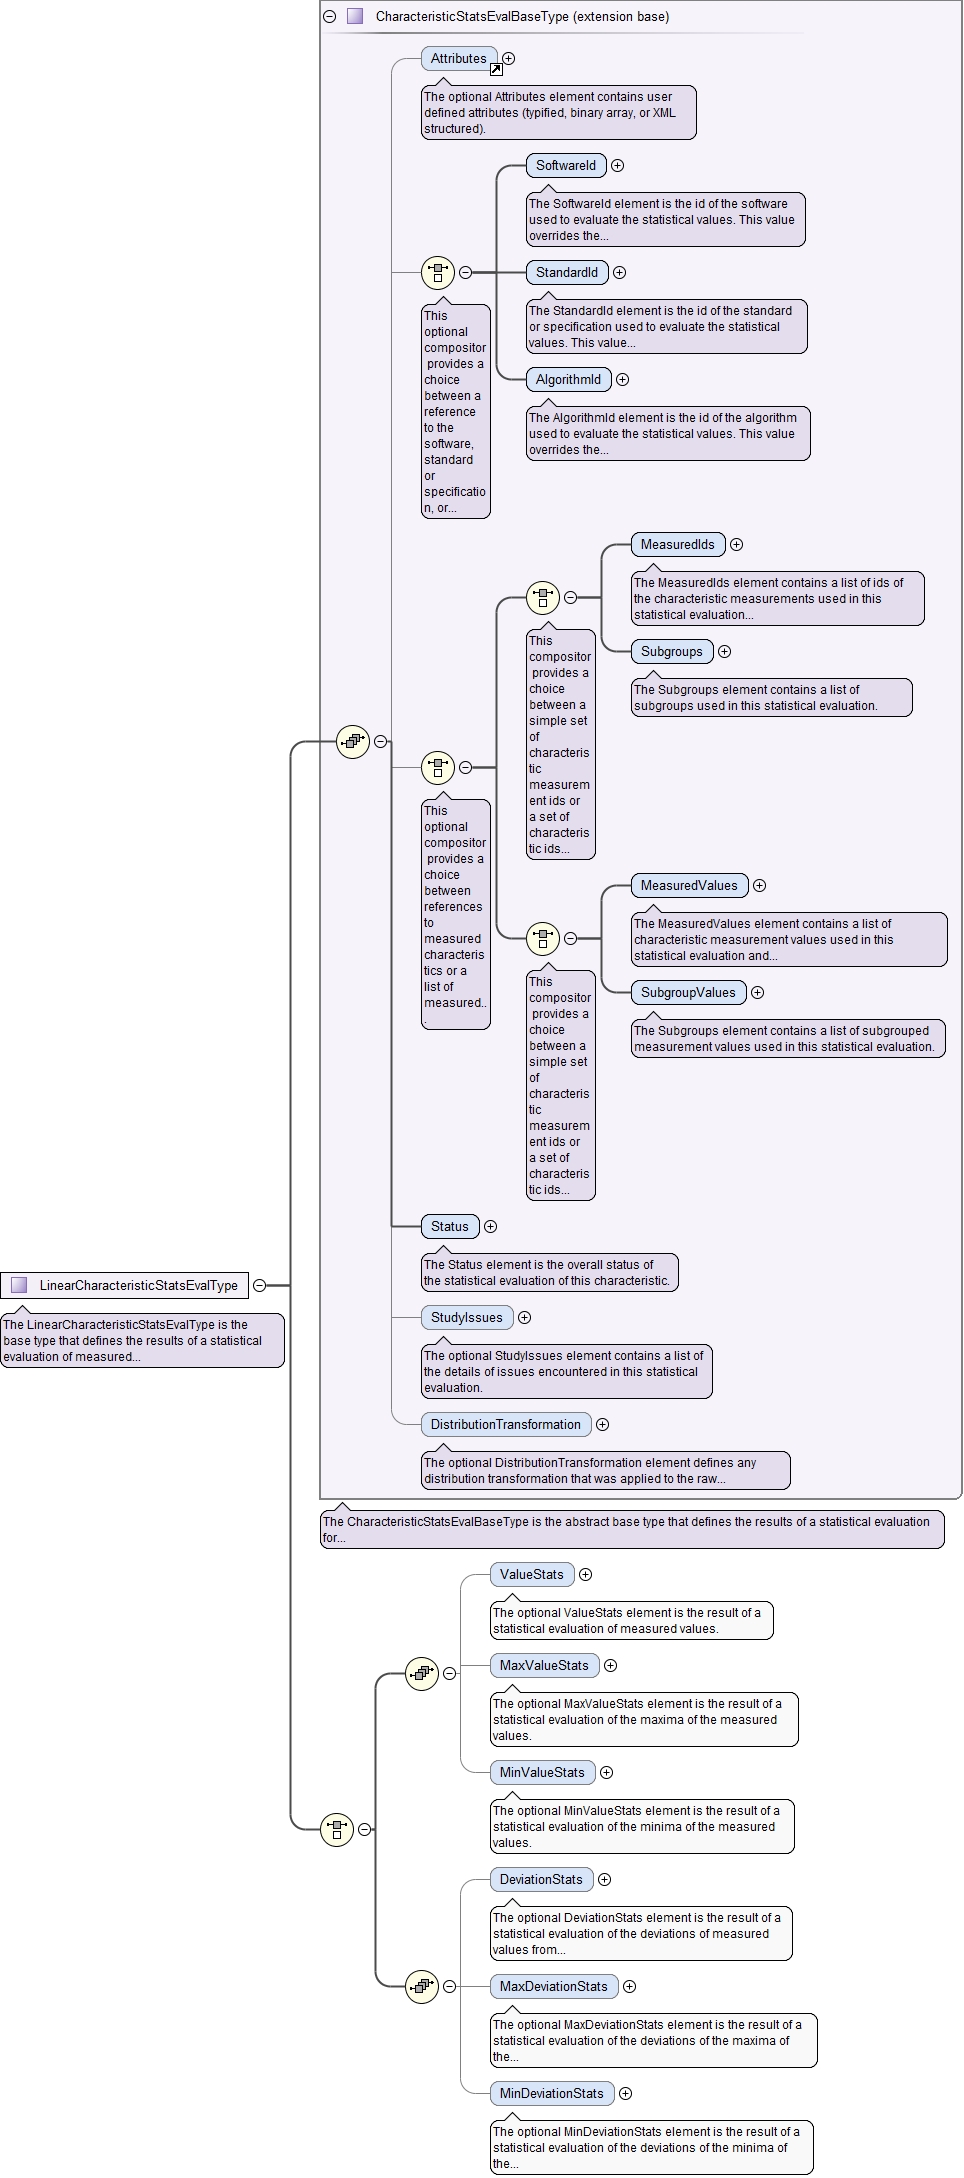 CharacteristicStatsEvalBaseType (extension base)
Attributes
The optional Attributes element contains user
defined attributes (typified, binary array, or XML
structured).
SoftwareId
The SoftwareId element is the id of the software
used to evaluate the statistical values. This value
overrides the...
StandardId
The StandardId element is the id of the standard
or specification used to evaluate the statistical
values. This value...
This
optional
compositor
provides a
choice
between a
reference
to the
software,
standard
or
specificatio
n, or...
AlgorithmId
The AlgorithmId element is the id of the algorithm
used to evaluate the statistical values. This value
overrides the...
MeasuredIds
The MeasuredIds element contains a list of ids of
the characteristic measurements used in this
statistical evaluation...
This
compositor
provides a
choice
between a
simple set
of
characteris
tic
measurem
ent ids or
a set of
characteris
tic ids...
Subgroups
The Subgroups element contains a list of
subgroups used in this statistical evaluation.
This
optional
compositor
provides a
choice
between
references
to
measured
characteris
tics or a
list of
measured..
.
MeasuredValues
The MeasuredValues element contains a list of
characteristic measurement values used in this
statistical evaluation and...
This
compositor
provides a
choice
between a
simple set
of
characteris
tic
measurem
ent ids or
a set of
characteris
tic ids...
SubgroupValues
The Subgroups element contains a list of subgrouped
measurement values used in this statistical evaluation.
Status
The Status element is the overall status of
the statistical evaluation of this characteristic.
LinearCharacteristicStatsEvalType
The LinearCharacteristicStatsEvalType is the
base type that defines the results of a statistical
evaluation of measured...
StudyIssues
The optional StudyIssues element contains a list of
the details of issues encountered in this statistical
evaluation.
DistributionTransformation
The optional DistributionTransformation element defines any
distribution transformation that was applied to the raw...
The CharacteristicStatsEvalBaseType is the abstract base type that defines the results of a statistical evaluation
for...
ValueStats
The optional ValueStats element is the result of a
statistical evaluation of measured values.
MaxValueStats
The optional MaxValueStats element is the result of a
statistical evaluation of the maxima of the measured
values.
MinValueStats
The optional MinValueStats element is the result of a
statistical evaluation of the minima of the measured
values.
DeviationStats
The optional DeviationStats element is the result of a
statistical evaluation of the deviations of measured
values from...
MaxDeviationStats
The optional MaxDeviationStats element is the result of a
statistical evaluation of the deviations of the maxima of
the...
MinDeviationStats
The optional MinDeviationStats element is the result of a
statistical evaluation of the deviations of the minima of
the...